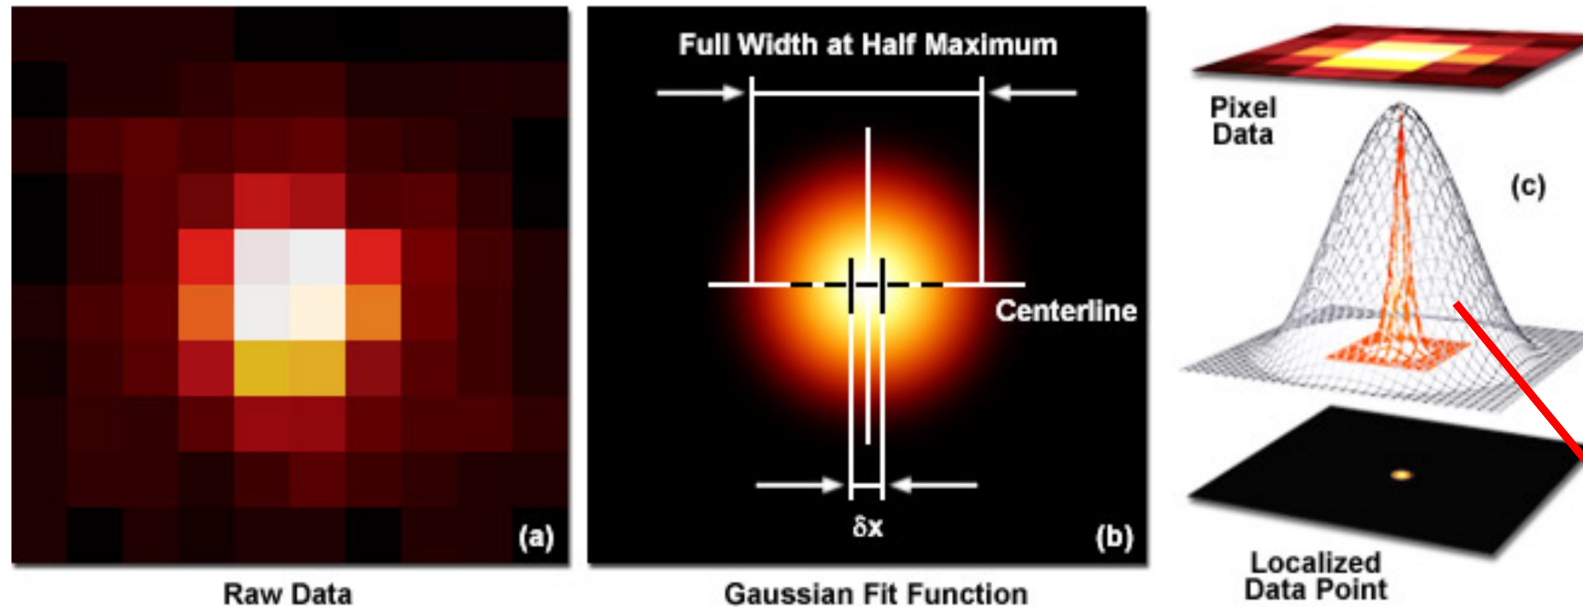 (a)
Raw Data
Full Width at Half Maximum
Centerline
δx
(b)
Gaussian Fit Function
Pixel
Data
(c)
Localized
Data Point